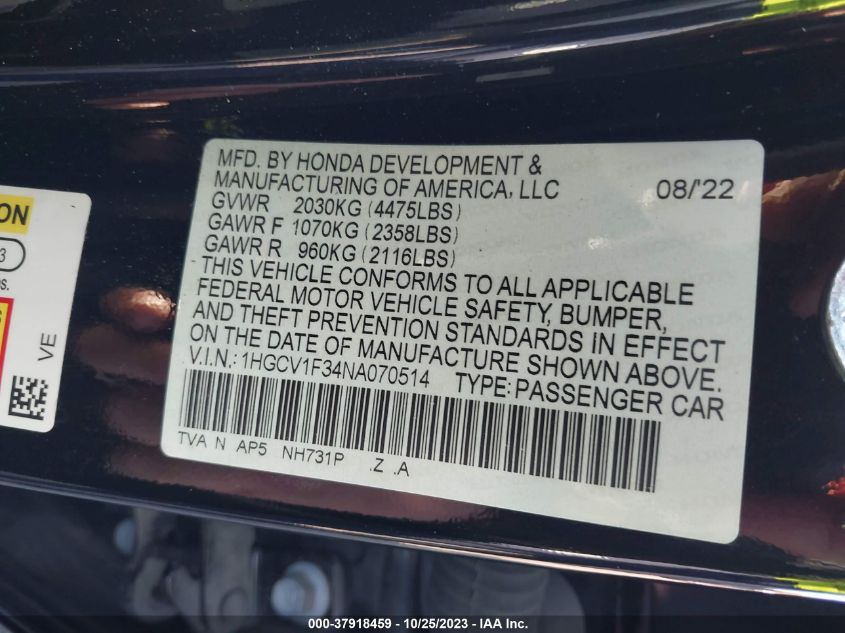 MFD. BY HONDA DEVELOPMENT &
MANUFACTURING OF AMERICA, LLC 08/'22
GVWR 2030KG (4475LBS)
GAWR F 1070KG (2358LBS)
GAWR R 960KG (2116LBS)
THIS VEHICLE CONFORMS TO ALL APPLICABLE
FEDERAL MOTOR VEHICLE SAFETY, BUMPER,
AND THEFT PREVENTION STANDARDS IN EFFECT
ON THE DATE OF MANUFACTURE SHOWN ABOVE.
V.I.N.: 1HGCV1F34NA070514 TYPE: PASSENGER CAR
TVA N AP5 NH731P .Z .A
ON
3
VE
000-37918459 - 10/25/2023 - IAA Inc.